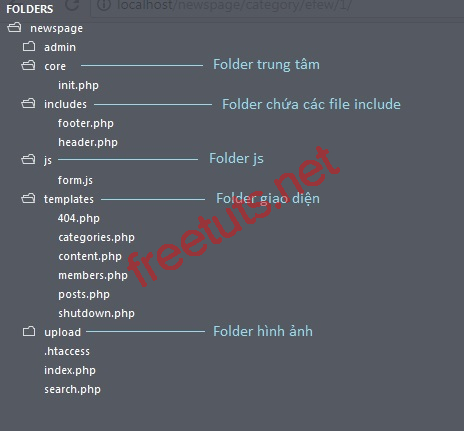 localhost/newspage/category/efew/1/
FOLDERS
newspage
admin
core Folder trung tâm
init.php
includes Folder chứa các file include
footer.php
header.php
js Folder js
form.js
templates Folder giao diện
404.php
categories.php
content.php
members.php
posts.php
shutdown.php
upload Folder hình ảnh
.htaccess
index.php
search.php
freetuts.net